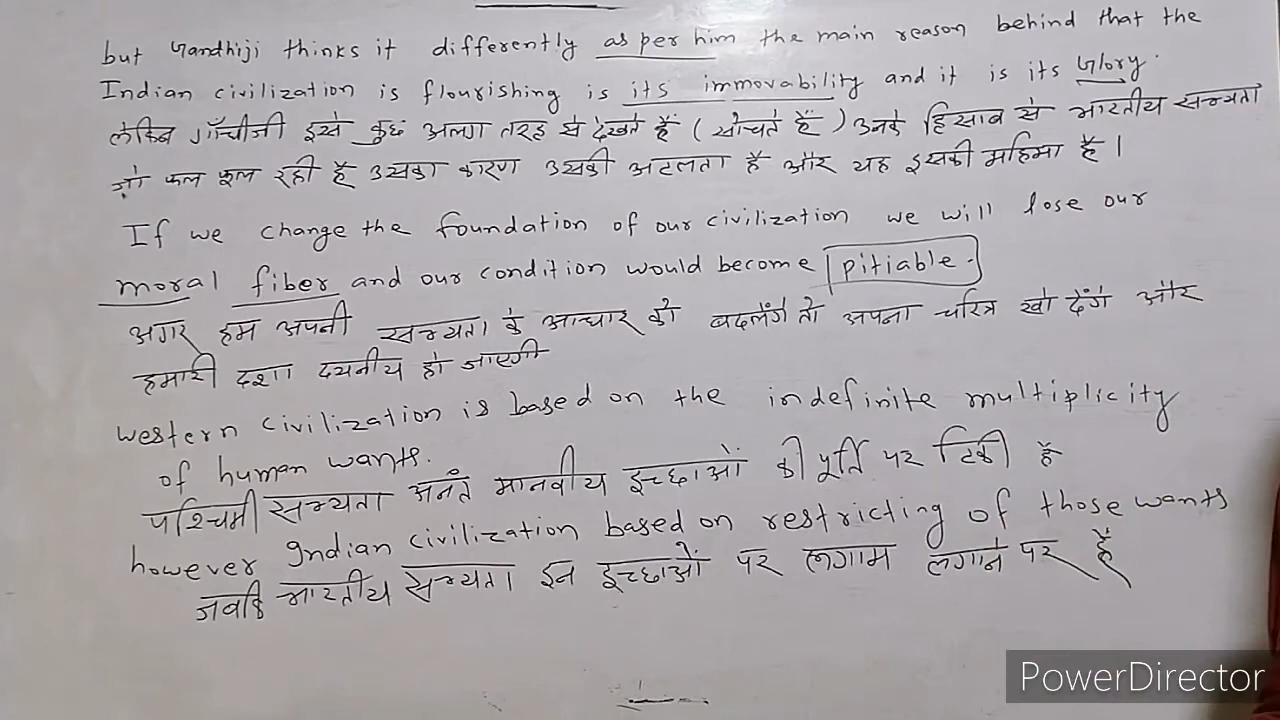 but Gandhiji thinks it differently as per him the main reason behind that the
Indian civilization is flourishing is its immovability and it is its Glory.
लेकिन गाँधीजी इसे कुछ अलग तरह से देखते हैं (सोचते हैं) उनके हिसाब से भारतीय सभ्यता
जो फल फूल रही है उसका कारण उसकी अटलता है और यह इसकी महिमा है।
If we change the foundation of our civilization we will lose our
moral fiber and our condition would become pitiable.
अगर हम अपनी सभ्यता के आधार को बदलेंगे तो अपना चरित्र खो देंगे और
हमारी दशा दयनीय हो जाएगी
western civilization is based on the indefinite multiplicity
of human wants.
पश्चिमी सभ्यता अनंत मानवीय इच्छाओं की पूर्ति पर टिकी है
however Indian civilization based on restricting of those wants
जबकि भारतीय सभ्यता इन इच्छाओं पर लगाम लगाने पर है
PowerDirector